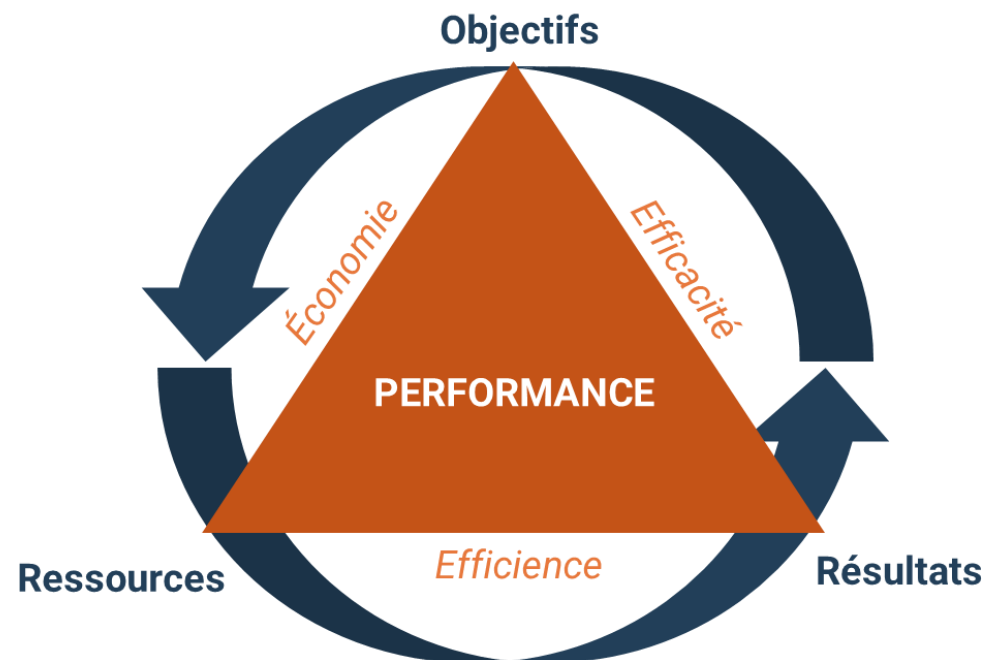 Objectifs
Économie
Efficacité
PERFORMANCE
Efficience
Ressources
Résultats